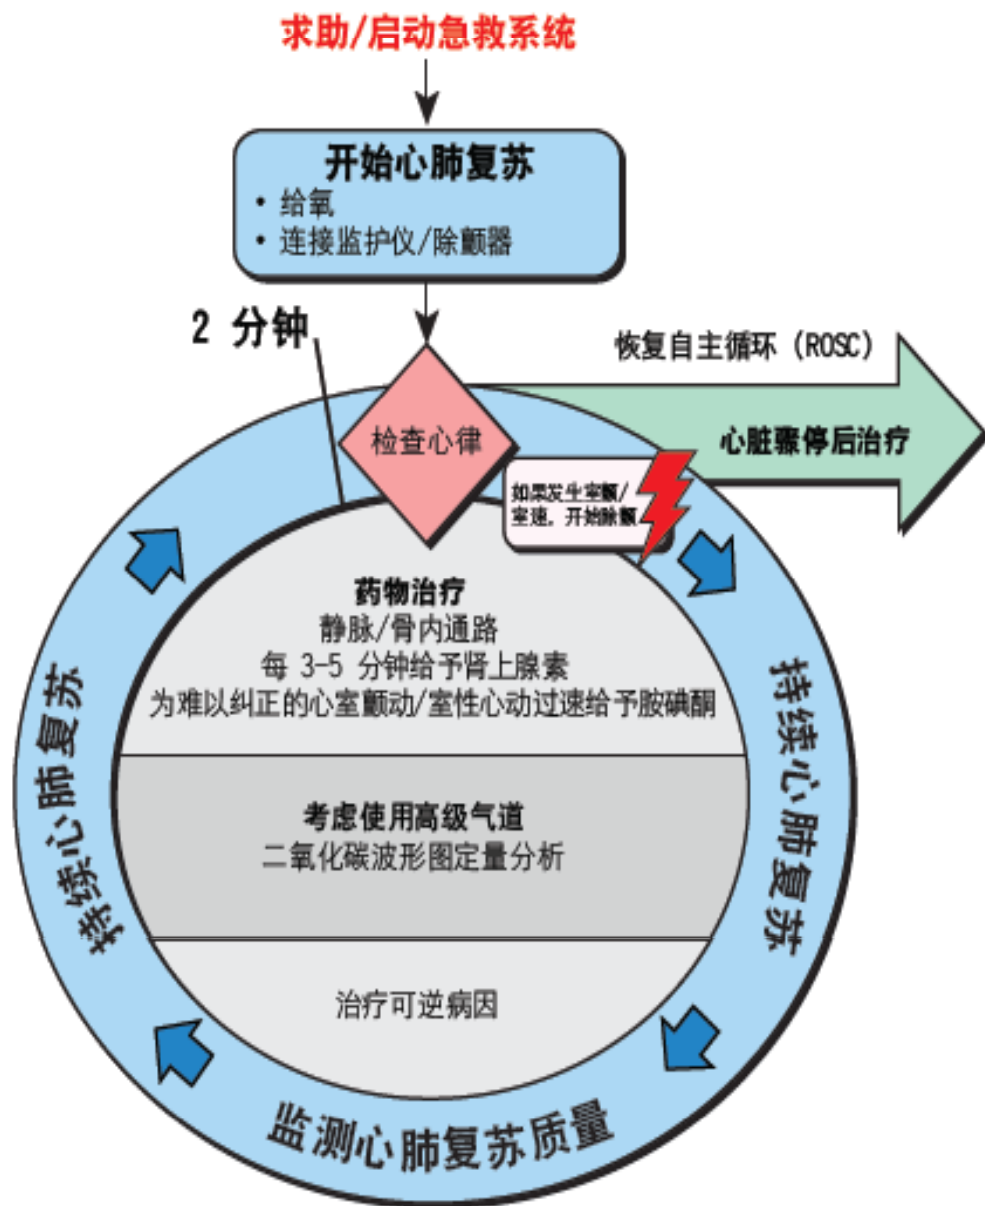 求助/启动急救系统
开始心肺复苏
• 给氧
• 连接监护仪/除颤器
2 分钟
恢复自主循环 (ROSC)
检查心律
心脏骤停后治疗
如果发生室颤/
室速，开始除颤
药物治疗
静脉/骨内通路
每 3-5 分钟给予肾上腺素
为难以纠正的心室颤动/室性心动过速给予胺碘酮
持续心肺复苏
持续心肺复苏
考虑使用高级气道
二氧化碳波形图定量分析
治疗可逆病因
监测心肺复苏质量